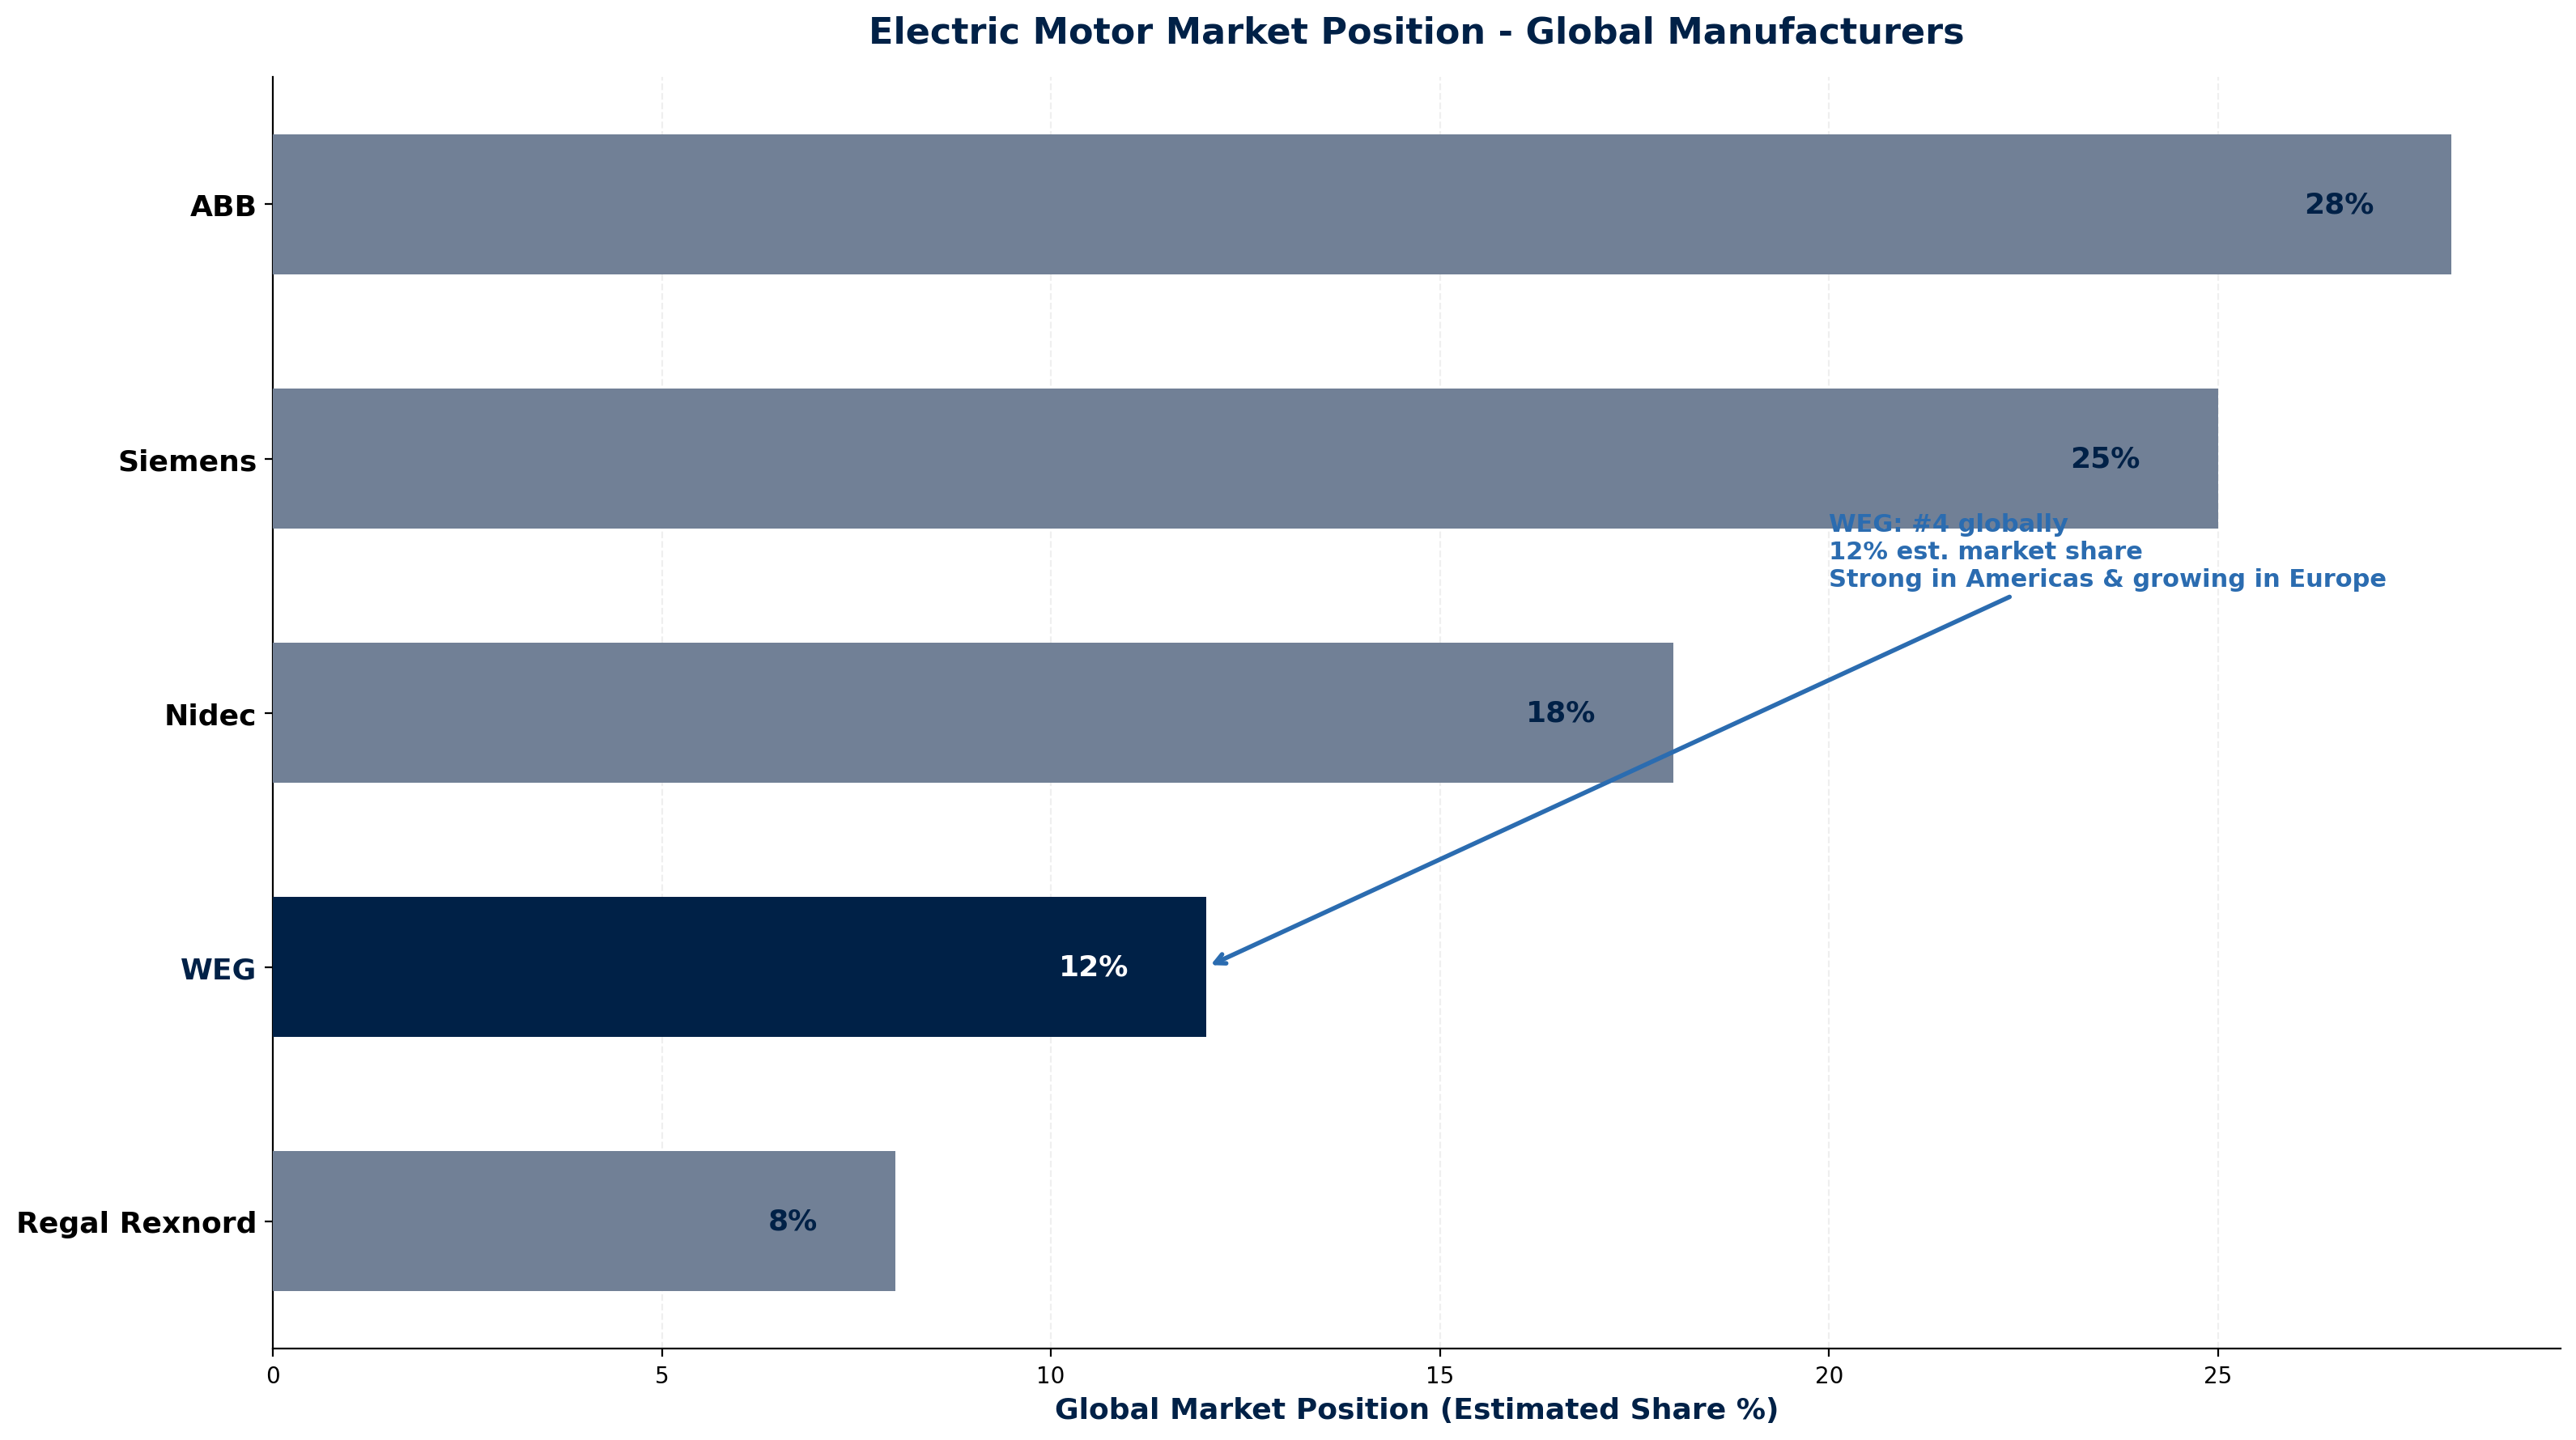 Electric Motor Market Position - Global Manufacturers
ABB
28%
Siemens
25%
WEG: #4 globally
12% est. market share
Strong in Americas & growing in Europe
Nidec
18%
WEG
12%
Regal Rexnord
8%
0 5 10 15 20 25
Global Market Position (Estimated Share %)